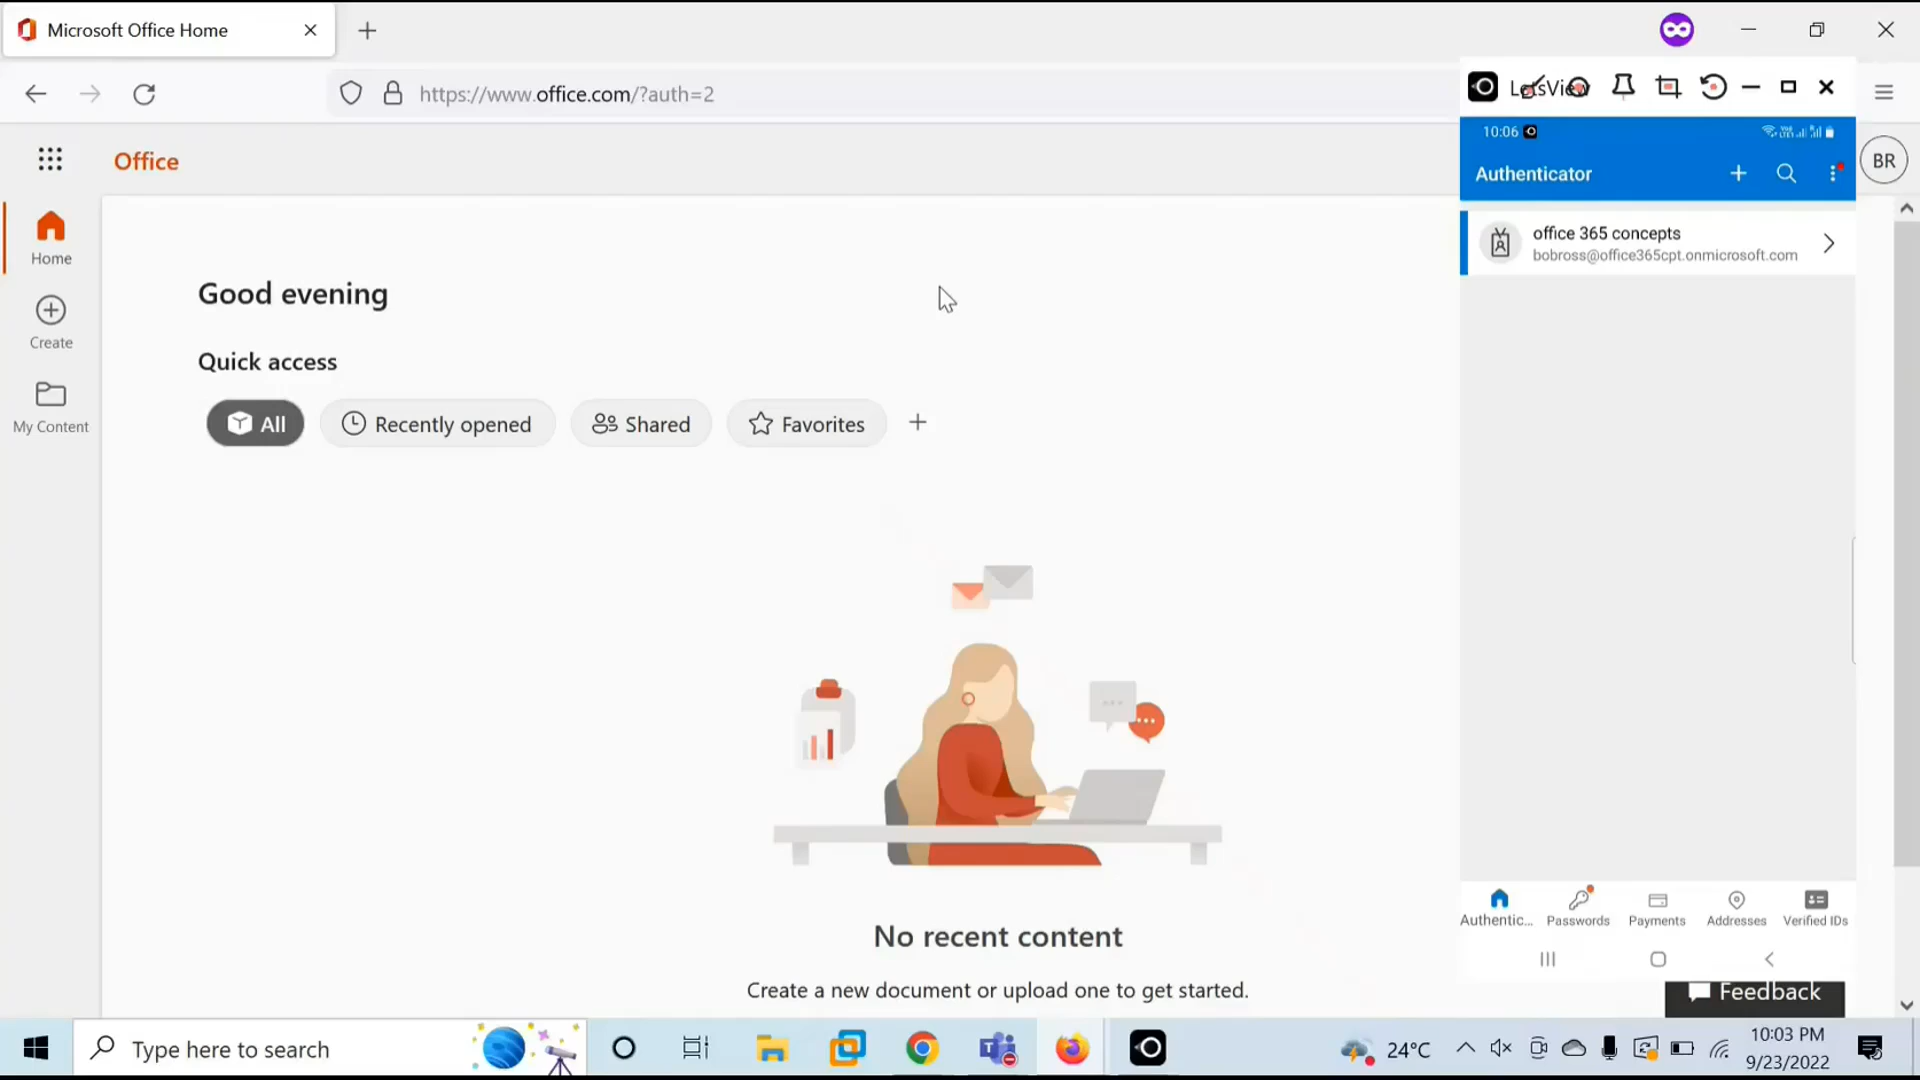 Microsoft Office Home
https://www.office.com/?auth=2
LetsView
10:06
Office
Authenticator
BR
office 365 concepts
bobross@office365cpt.onmicrosoft.com
Home
Create
My Content
Good evening
Quick access
All
Recently opened
Shared
Favorites
No recent content
Create a new document or upload one to get started.
Authentic...
Passwords
Payments
Addresses
Verified IDs
Feedback
Type here to search
24°C
10:03 PM
9/23/2022